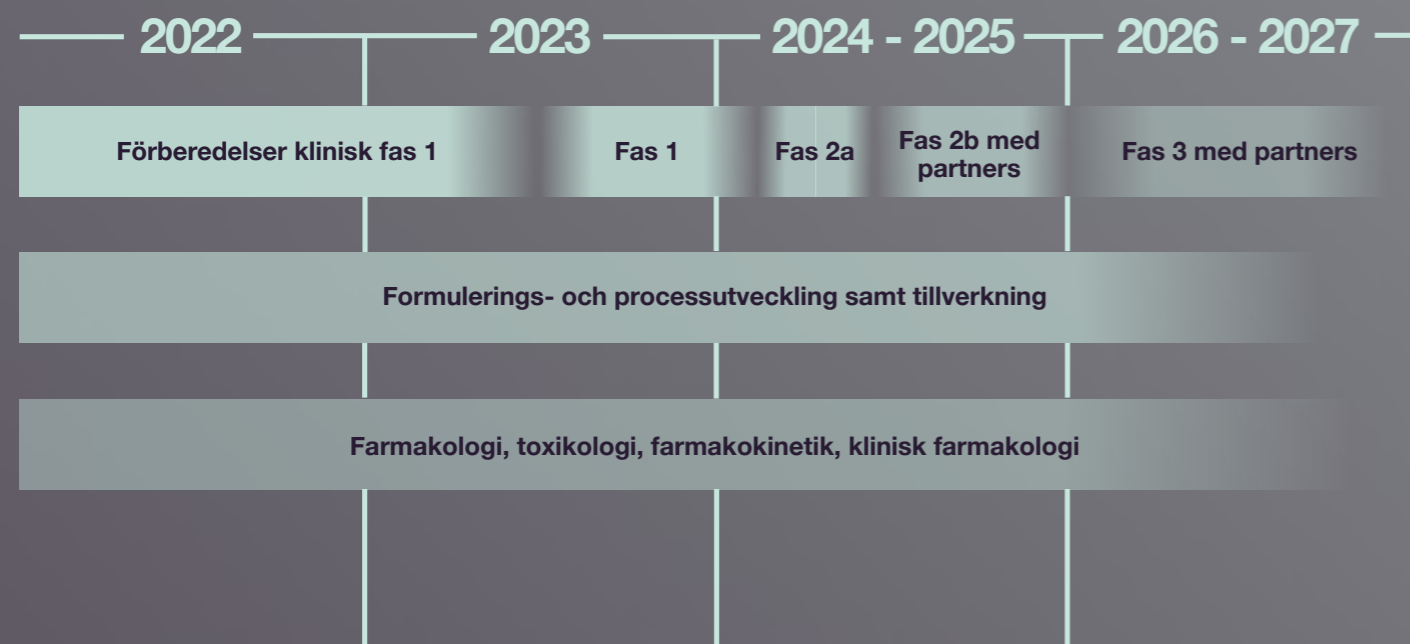 2022
2023
2024 - 2025
2026 - 2027
Förberedelser klinisk fas 1
Fas 1
Fas 2a
Fas 2b med
partners
Fas 3 med partners
Formulerings- och processutveckling samt tillverkning
Farmakologi, toxikologi, farmakokinetik, klinisk farmakologi